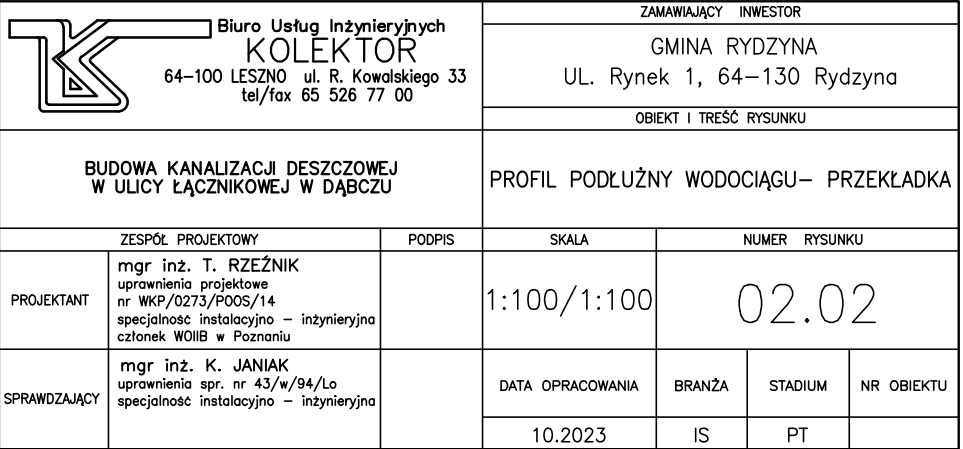 Biuro Usług Inżynieryjnych
KOLEKTOR
64-100 LESZNO ul. R. Kowalskiego 33
tel/fax 65 526 77 00
ZAMAWIAJĄCY INWESTOR
GMINA RYDZYNA
UL. Rynek 1, 64-130 Rydzyna
OBIEKT I TREŚĆ RYSUNKU
BUDOWA KANALIZACJI DESZCZOWEJ
W ULICY ŁĄCZNIKOWEJ W DĄBCZU
PROFIL PODŁUŻNY WODOCIĄGU- PRZEKŁADKA
ZESPÓŁ PROJEKTOWY
PODPIS
SKALA
NUMER RYSUNKU
PROJEKTANT
mgr inż. T. RZEŹNIK
uprawnienia projektowe
nr WKP/0273/POOS/14
specjalność instalacyjno - inżynieryjna
członek WOIIB w Poznaniu
1:100/1:100
02.02
SPRAWDZAJĄCY
mgr inż. K. JANIAK
uprawnienia spr. nr 43/w/94/Lo
specjalność instalacyjno - inżynieryjna
DATA OPRACOWANIA
BRANŻA
STADIUM
NR OBIEKTU
10.2023
IS
PT